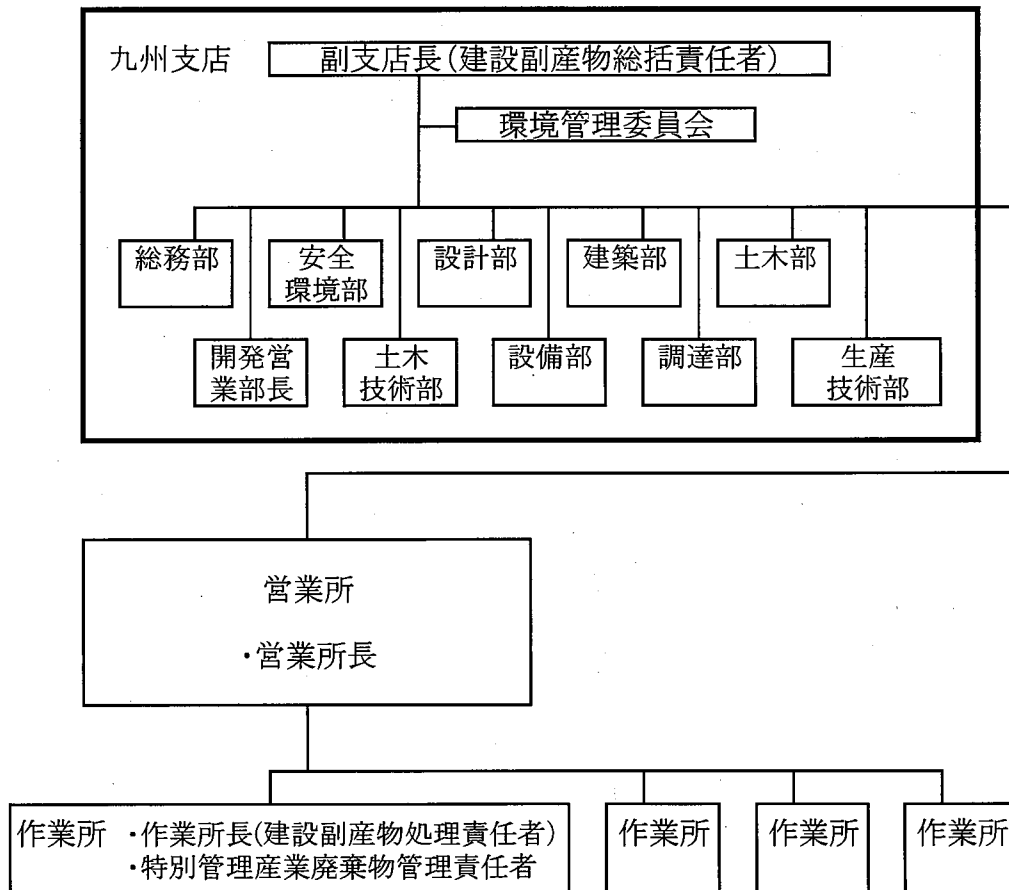 九州支店
副支店長(建設副産物総括責任者)
環境管理委員会
総務部
安全
環境部
設計部
建築部
土木部
開発営
業部長
土木
技術部
設備部
調達部
生産
技術部
営業所
・営業所長
作業所 ・作業所長(建設副産物処理責任者)
・特別管理産業廃棄物管理責任者
作業所
作業所
作業所